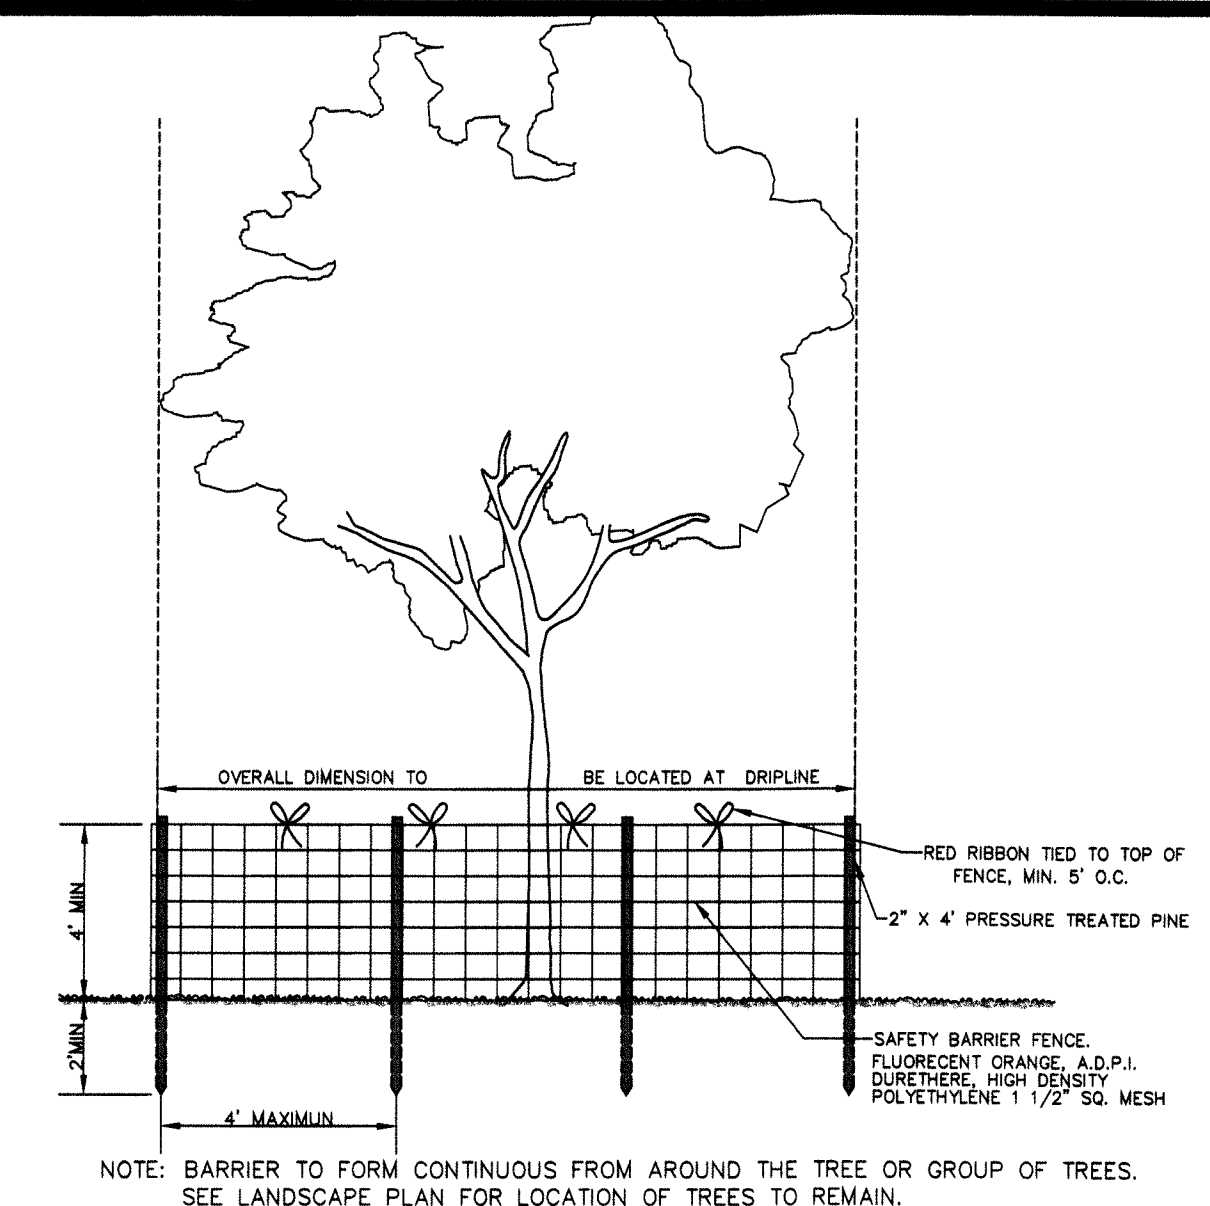 OVERALL DIMENSION TO BE LOCATED AT DRIPLINE
RED RIBBON TIED TO TOP OF
FENCE, MIN. 5' O.C.
4' MIN
2" X 4' PRESSURE TREATED PINE
2'MIN
SAFETY BARRIER FENCE.
FLUORECENT ORANGE, A.D.P.I.
DURETHERE, HIGH DENSITY
POLYETHYLENE 1 1/2" SQ. MESH
4' MAXIMUN
NOTE: BARRIER TO FORM CONTINUOUS FROM AROUND THE TREE OR GROUP OF TREES.
SEE LANDSCAPE PLAN FOR LOCATION OF TREES TO REMAIN.